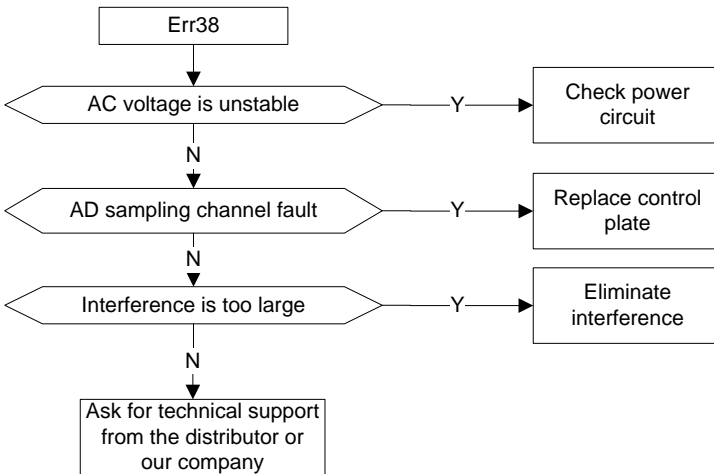 Err38
AC voltage is unstable
Y
Check power
circuit
N
AD sampling channel fault
Y
Replace control
plate
N
Interference is too large
Y
Eliminate
interference
N
Ask for technical support
from the distributor or
our company